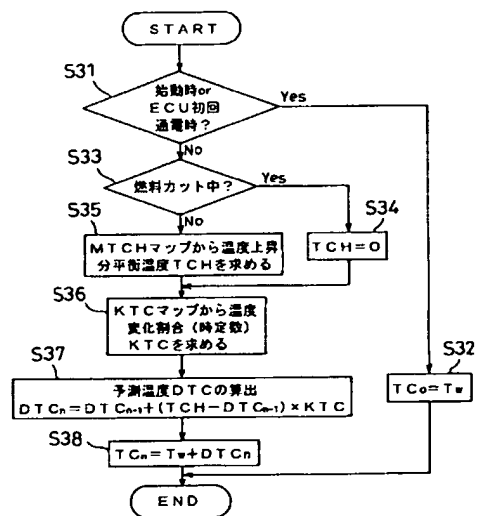 START
S31
始動時or
ECU初回
通電時?
Yes
No
S33
燃料カット中?
Yes
No
S34
TCH=0
S35
MTCHマップから温度上昇
分平衡温度TCHを求める
S36
KTCマップから温度
変化割合(時定数)
KTCを求める
S37
予測温度DTCの算出
DTCn=DTCn-1+(TCH-DTCn-1)×KTC
S32
TC0=Tw
S38
TCn=Tw+DTCn
END